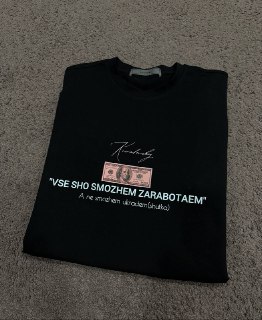 "VSE SHO SMOZHEM ZARABOTAEM"
A ne smozhem ukradem(shutka)